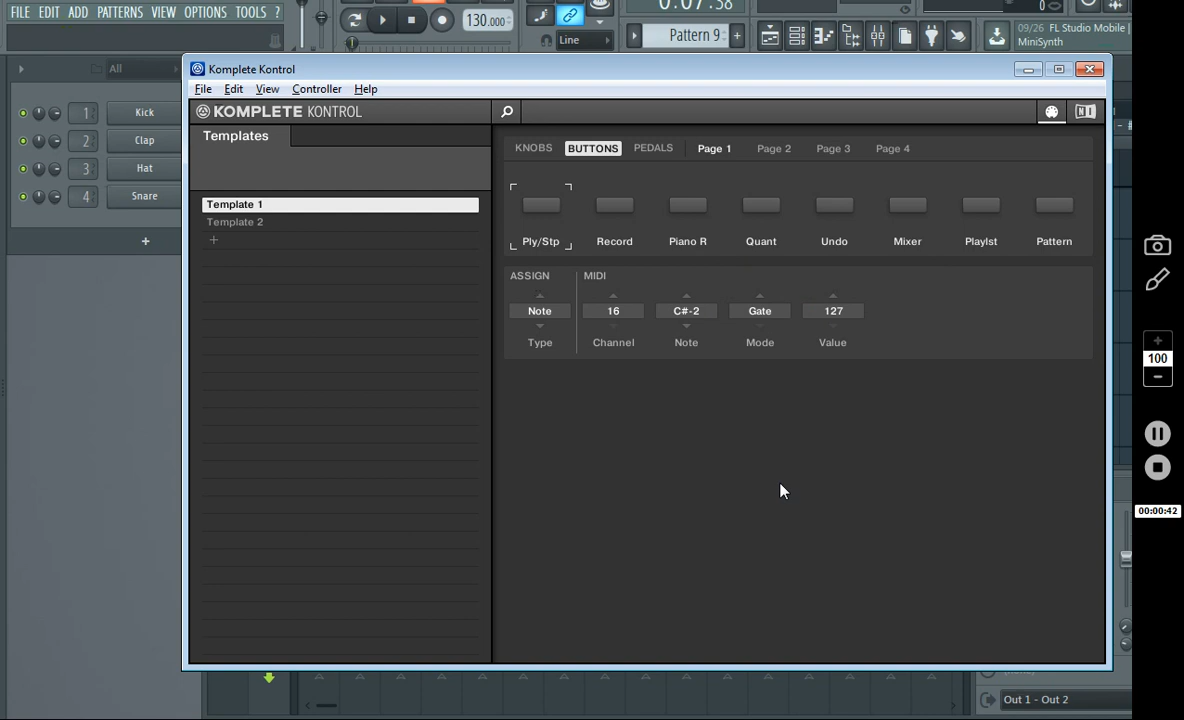 FILE EDIT ADD PATTERNS VIEW OPTIONS TOOLS ?
130.000
Line
Pattern 9
09/26 FL Studio Mobile |
MiniSynth
0
All
1 Kick
2 Clap
3 Hat
4 Snare
+
Komplete Kontrol
File Edit View Controller Help
KOMPLETE KONTROL
Templates
Template 1
Template 2
+
KNOBS BUTTONS PEDALS Page 1 Page 2 Page 3 Page 4
Ply/Stp Record Piano R Quant Undo Mixer Playlst Pattern
ASSIGN MIDI
Note 16 C#-2 Gate 127
Type Channel Note Mode Value
Out 1 - Out 2
+
100
-
00:00:42